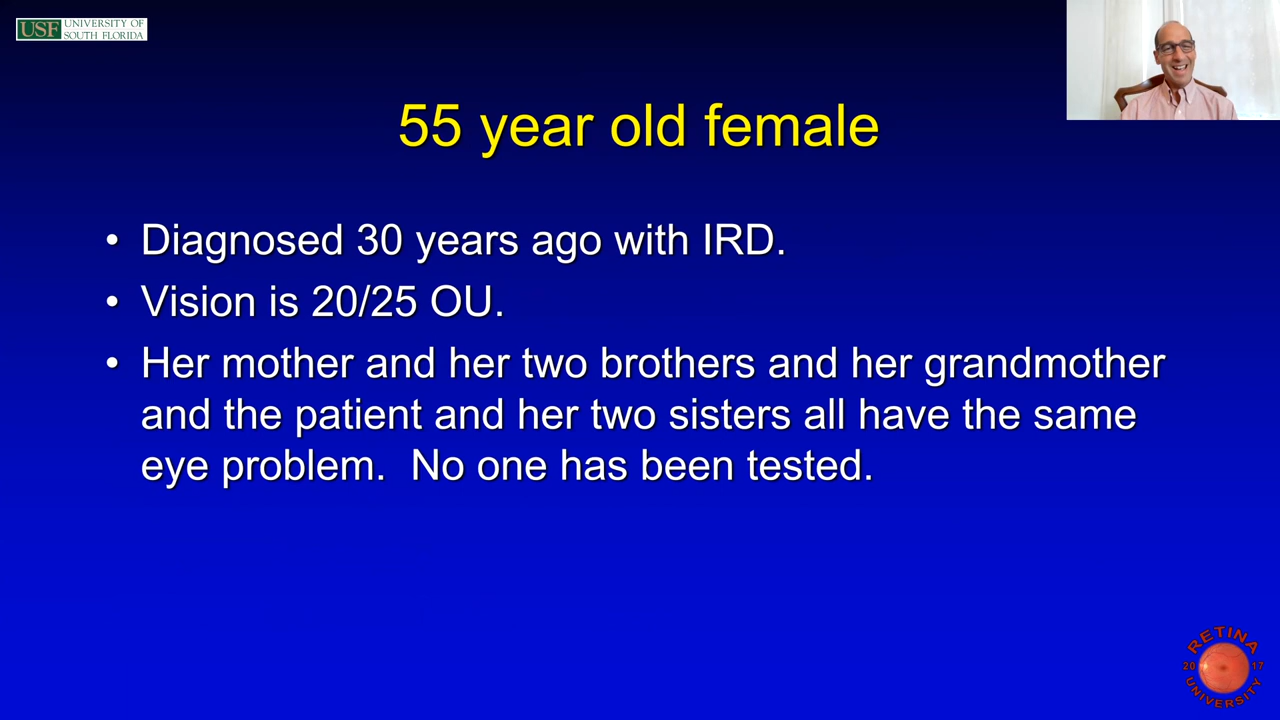 USF UNIVERSITY OF
SOUTH FLORIDA
55 year old female
• Diagnosed 30 years ago with IRD.
• Vision is 20/25 OU.
• Her mother and her two brothers and her grandmother
and the patient and her two sisters all have the same
eye problem.  No one has been tested.
RETINA
20 17
UNIVERSITY